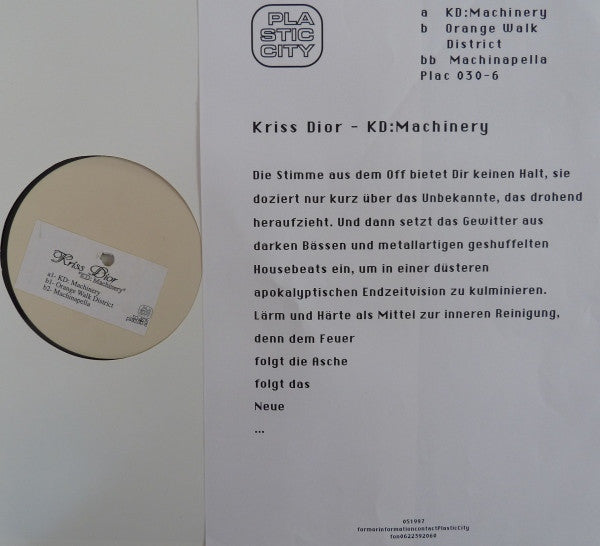 PLA
STIC
CITY
a KD:Machinery
b Orange Walk
District
bb Machinapella
Plac 030-6
Kriss Dior - KD:Machinery
Die Stimme aus dem Off bietet Dir keinen Halt, sie
doziert nur kurz über das Unbekannte, das drohend
heraufzieht. Und dann setzt das Gewitter aus
darken Bässen und metallartigen geshuffelten
Housebeats ein, um in einer düsteren
apokalyptischen Endzeitvision zu kulminieren.
Lärm und Härte als Mittel zur inneren Reinigung,
denn dem Feuer
folgt die Asche
folgt das
Neue
...
Kriss Dior
"KD: Machinery"
a1- KD: Machinery
b1- Orange Walk District
b2- Machinapella
051997
formorinformationcontactPlasticCity
fon0622392060